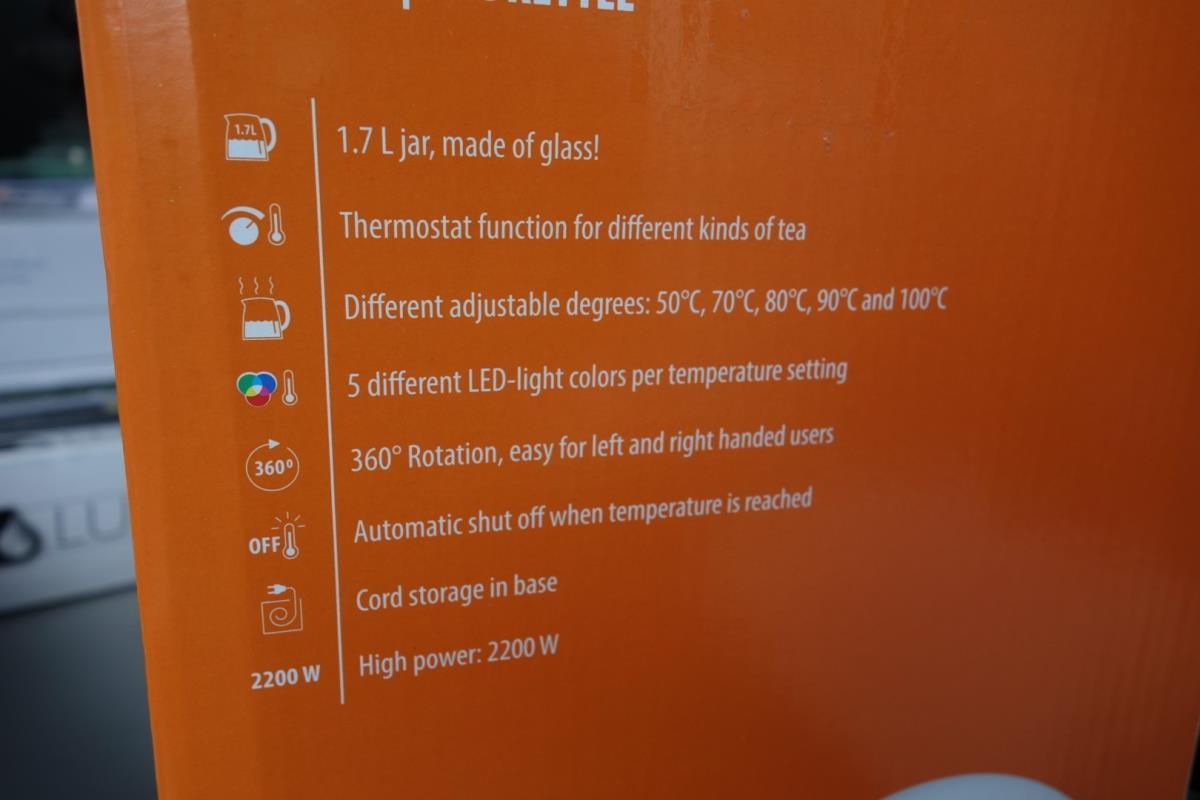 KETTLE
1.7L
1.7 L jar, made of glass!
Thermostat function for different kinds of tea
Different adjustable degrees: 50°C, 70°C, 80°C, 90°C and 100°C
5 different LED-light colors per temperature setting
360°
360° Rotation, easy for left and right handed users
OFF
Automatic shut off when temperature is reached
Cord storage in base
2200 W
High power: 2200 W